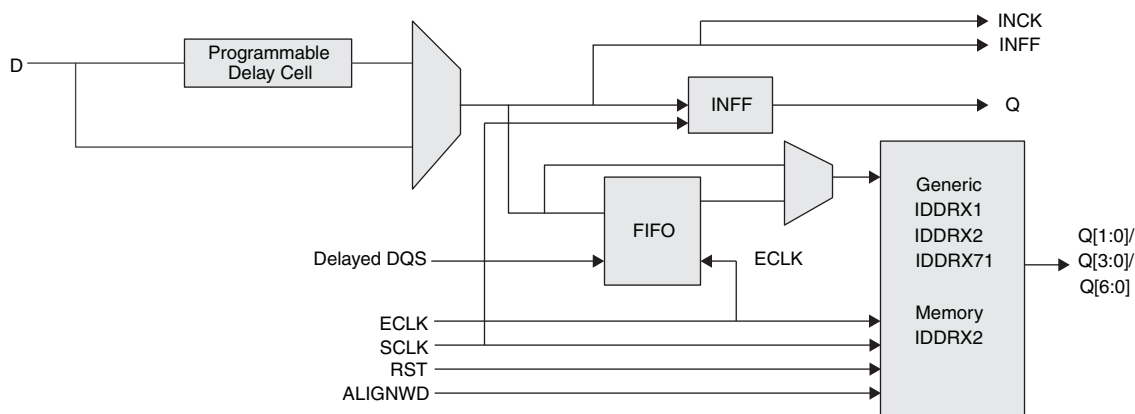 INCK
INFF
D
Programmable
Delay Cell
INFF
Q
Generic
IDDRX1
IDDRX2
IDDRX71
Memory
IDDRX2
FIFO
Q[1:0]/
Q[3:0]/
Q[6:0]
Delayed DQS
ECLK
ECLK
SCLK
RST
ALIGNWD